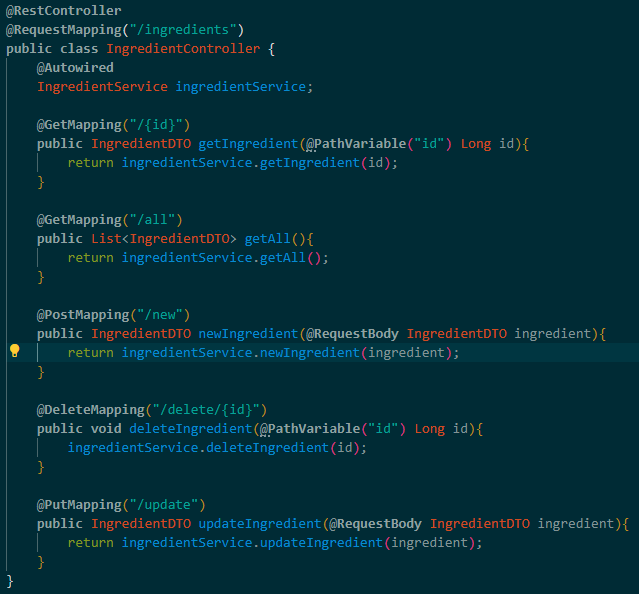 @RestController
@RequestMapping("/ingredients")
public class IngredientController {
    @Autowired
    IngredientService ingredientService;

    @GetMapping("/{id}")
    public IngredientDTO getIngredient(@PathVariable("id") Long id){
        return ingredientService.getIngredient(id);
    }

    @GetMapping("/all")
    public List<IngredientDTO> getAll(){
        return ingredientService.getAll();
    }

    @PostMapping("/new")
    public IngredientDTO newIngredient(@RequestBody IngredientDTO ingredient){
        return ingredientService.newIngredient(ingredient);
    }

    @DeleteMapping("/delete/{id}")
    public void deleteIngredient(@PathVariable("id") Long id){
        ingredientService.deleteIngredient(id);
    }

    @PutMapping("/update")
    public IngredientDTO updateIngredient(@RequestBody IngredientDTO ingredient){
        return ingredientService.updateIngredient(ingredient);
    }
}